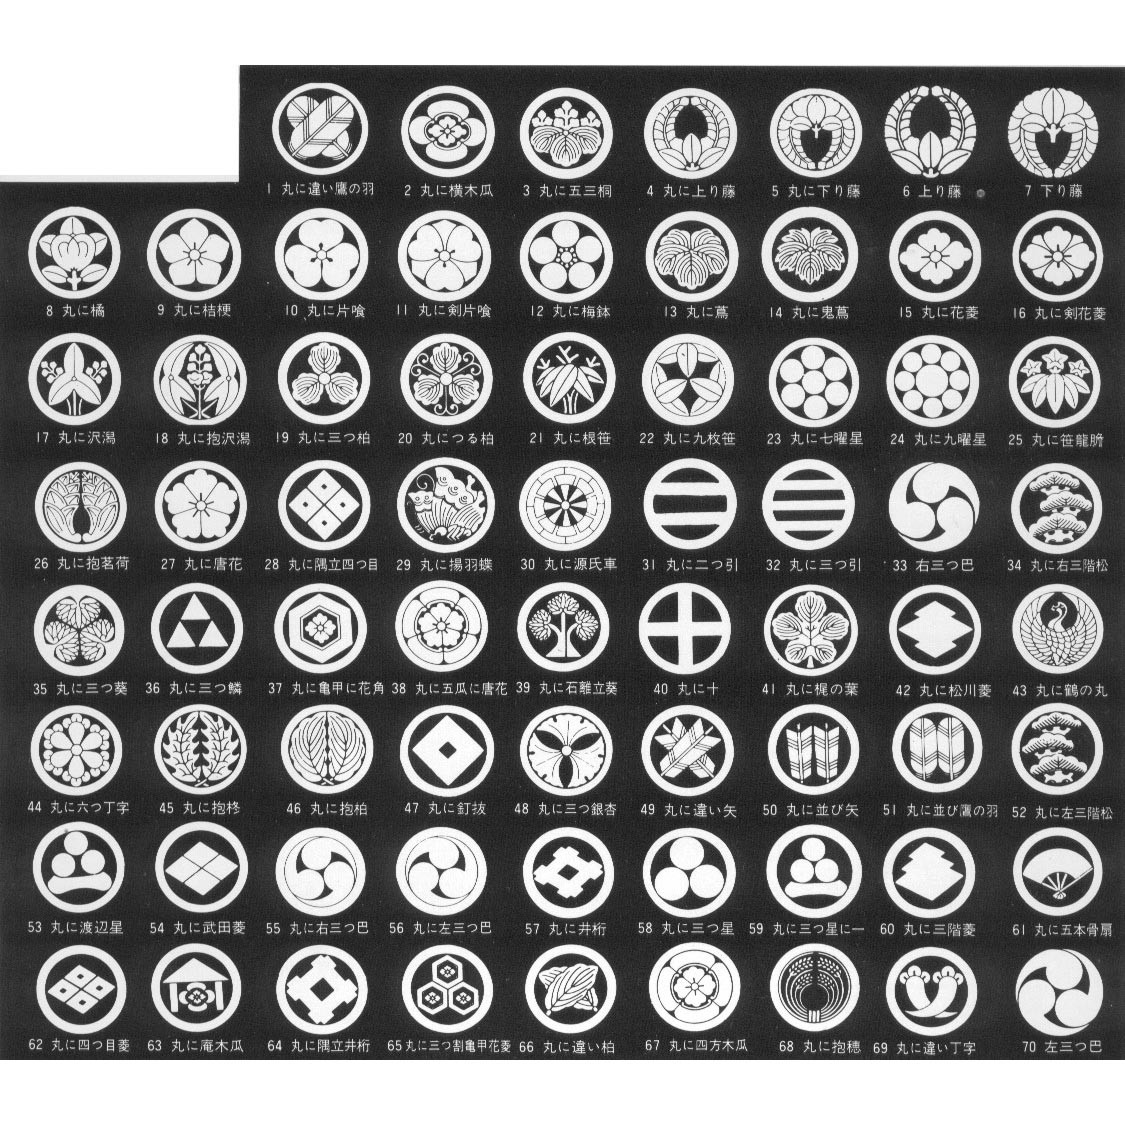 1 丸に違い鷹の羽 2 丸に横木瓜 3 丸に五三桐 4 丸に上り藤 5 丸に下り藤 6 上り藤 7 下り藤
8 丸に橘 9 丸に桔梗 10 丸に片喰 11 丸に剣片喰 12 丸に梅鉢 13 丸に蔦 14 丸に鬼蔦 15 丸に花菱 16 丸に剣花菱
17 丸に沢潟 18 丸に抱沢潟 19 丸に三つ柏 20 丸につる柏 21 丸に根笹 22 丸に九枚笹 23 丸に七曜星 24 丸に九曜星 25 丸に笹龍胆
26 丸に抱茗荷 27 丸に唐花 28 丸に隅立四つ目 29 丸に揚羽蝶 30 丸に源氏車 31 丸に二つ引 32 丸に三つ引 33 右三つ巴 34 丸に右三階松
35 丸に三つ葵 36 丸に三つ鱗 37 丸に亀甲に花角 38 丸に五瓜に唐花 39 丸に石離立葵 40 丸に十 41 丸に梶の葉 42 丸に松川菱 43 丸に鶴の丸
44 丸に六つ丁字 45 丸に抱柊 46 丸に抱柏 47 丸に釘抜 48 丸に三つ銀杏 49 丸に違い矢 50 丸に並び矢 51 丸に並び鷹の羽 52 丸に左三階松
53 丸に渡辺星 54 丸に武田菱 55 丸に右三つ巴 56 丸に左三つ巴 57 丸に井桁 58 丸に三つ星 59 丸に三つ星に一 60 丸に三階菱 61 丸に五本骨扇
62 丸に四つ目菱 63 丸に庵木瓜 64 丸に隅立井桁 65 丸に三つ割亀甲花菱 66 丸に違い柏 67 丸に四方木瓜 68 丸に抱穂 69 丸に違い丁字 70 左三つ巴